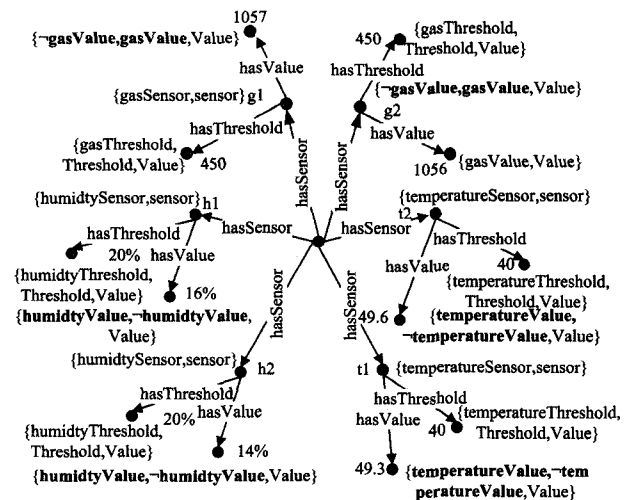 1057
{¬gasValue,gasValue,Value}
hasValue
{gasSensor,sensor} g1
hasThreshold
{gasThreshold,
Threshold,Value}
450
hasSensor
450
{gasThreshold,
Threshold,Value}
hasThreshold
{¬gasValue,gasValue,Value}
g2
hasValue
1056
{gasValue,Value}
hasSensor
{humidtySensor,sensor}
h1
hasSensor
hasThreshold
20%
hasValue
{humidtyThreshold,
Threshold,Value}
16%
{humidtyValue,¬humidtyValue,
Value}
{temperatureSensor,sensor}
t2
hasSensor
hasThreshold
hasValue
40
{temperatureThreshold,
Threshold,Value}
49.6
{temperatureValue,
¬temperatureValue,Value}
{humidtySensor,sensor}
hasSensor
h2
hasThreshold
20%
hasValue
{humidtyThreshold,
Threshold,Value}
14%
{humidtyValue,¬humidtyValue,Value}
hasSensor
t1
{temperatureSensor,sensor}
hasThreshold
hasValue
40
{temperatureThreshold,
Threshold,Value}
49.3
{temperatureValue,¬tem
peratureValue,Value}